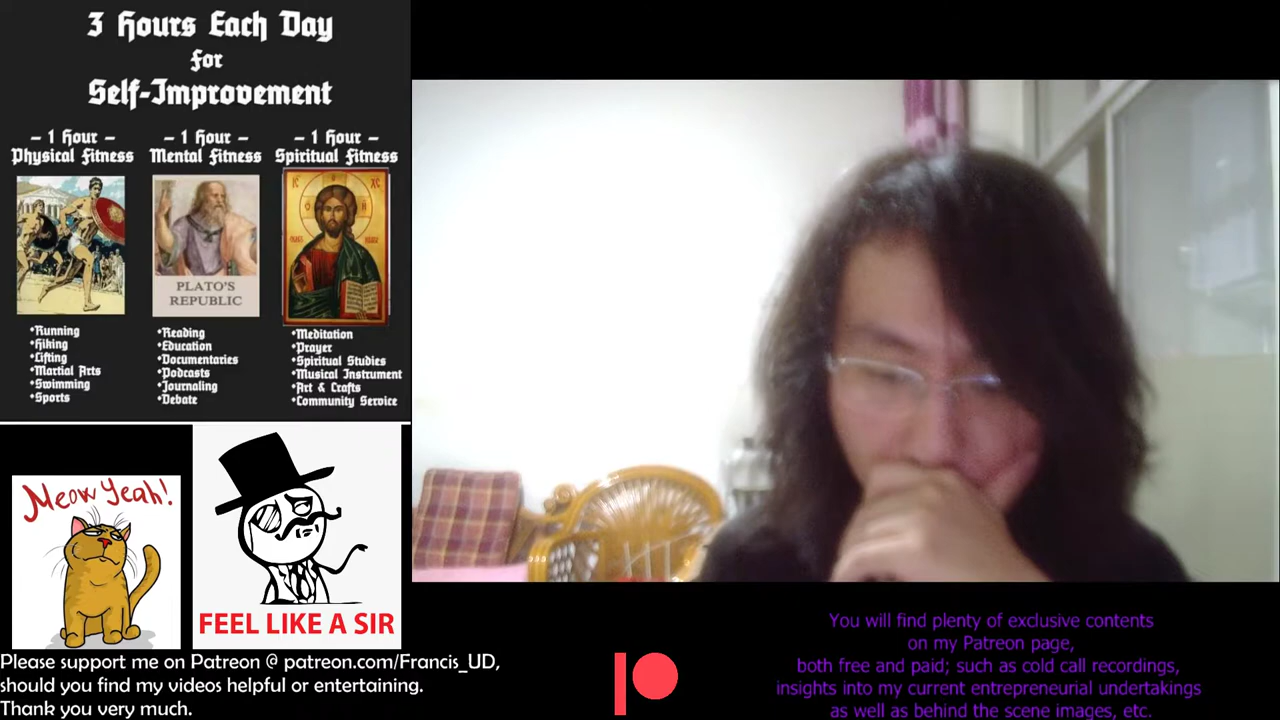 3 Hours Each Day
for
Self-Improvement
- 1 Hour -
Physical Fitness
- 1 Hour -
Mental Fitness
- 1 Hour -
Spiritual Fitness
PLATO'S
REPUBLIC
•Running
•Hiking
•Lifting
•Martial Arts
•Swimming
•Sports
•Reading
•Education
•Documentaries
•Podcasts
•Journaling
•Debate
•Meditation
•Prayer
•Spiritual Studies
•Musical Instrument
•Art & Crafts
•Community Service
Meow Yeah!
FEEL LIKE A SIR
Please support me on Patreon @ patreon.com/Francis_UD,
should you find my videos helpful or entertaining.
Thank you very much.
You will find plenty of exclusive contents
on my Patreon page,
both free and paid; such as cold call recordings,
insights into my current entrepreneurial undertakings
as well as behind the scene images, etc.